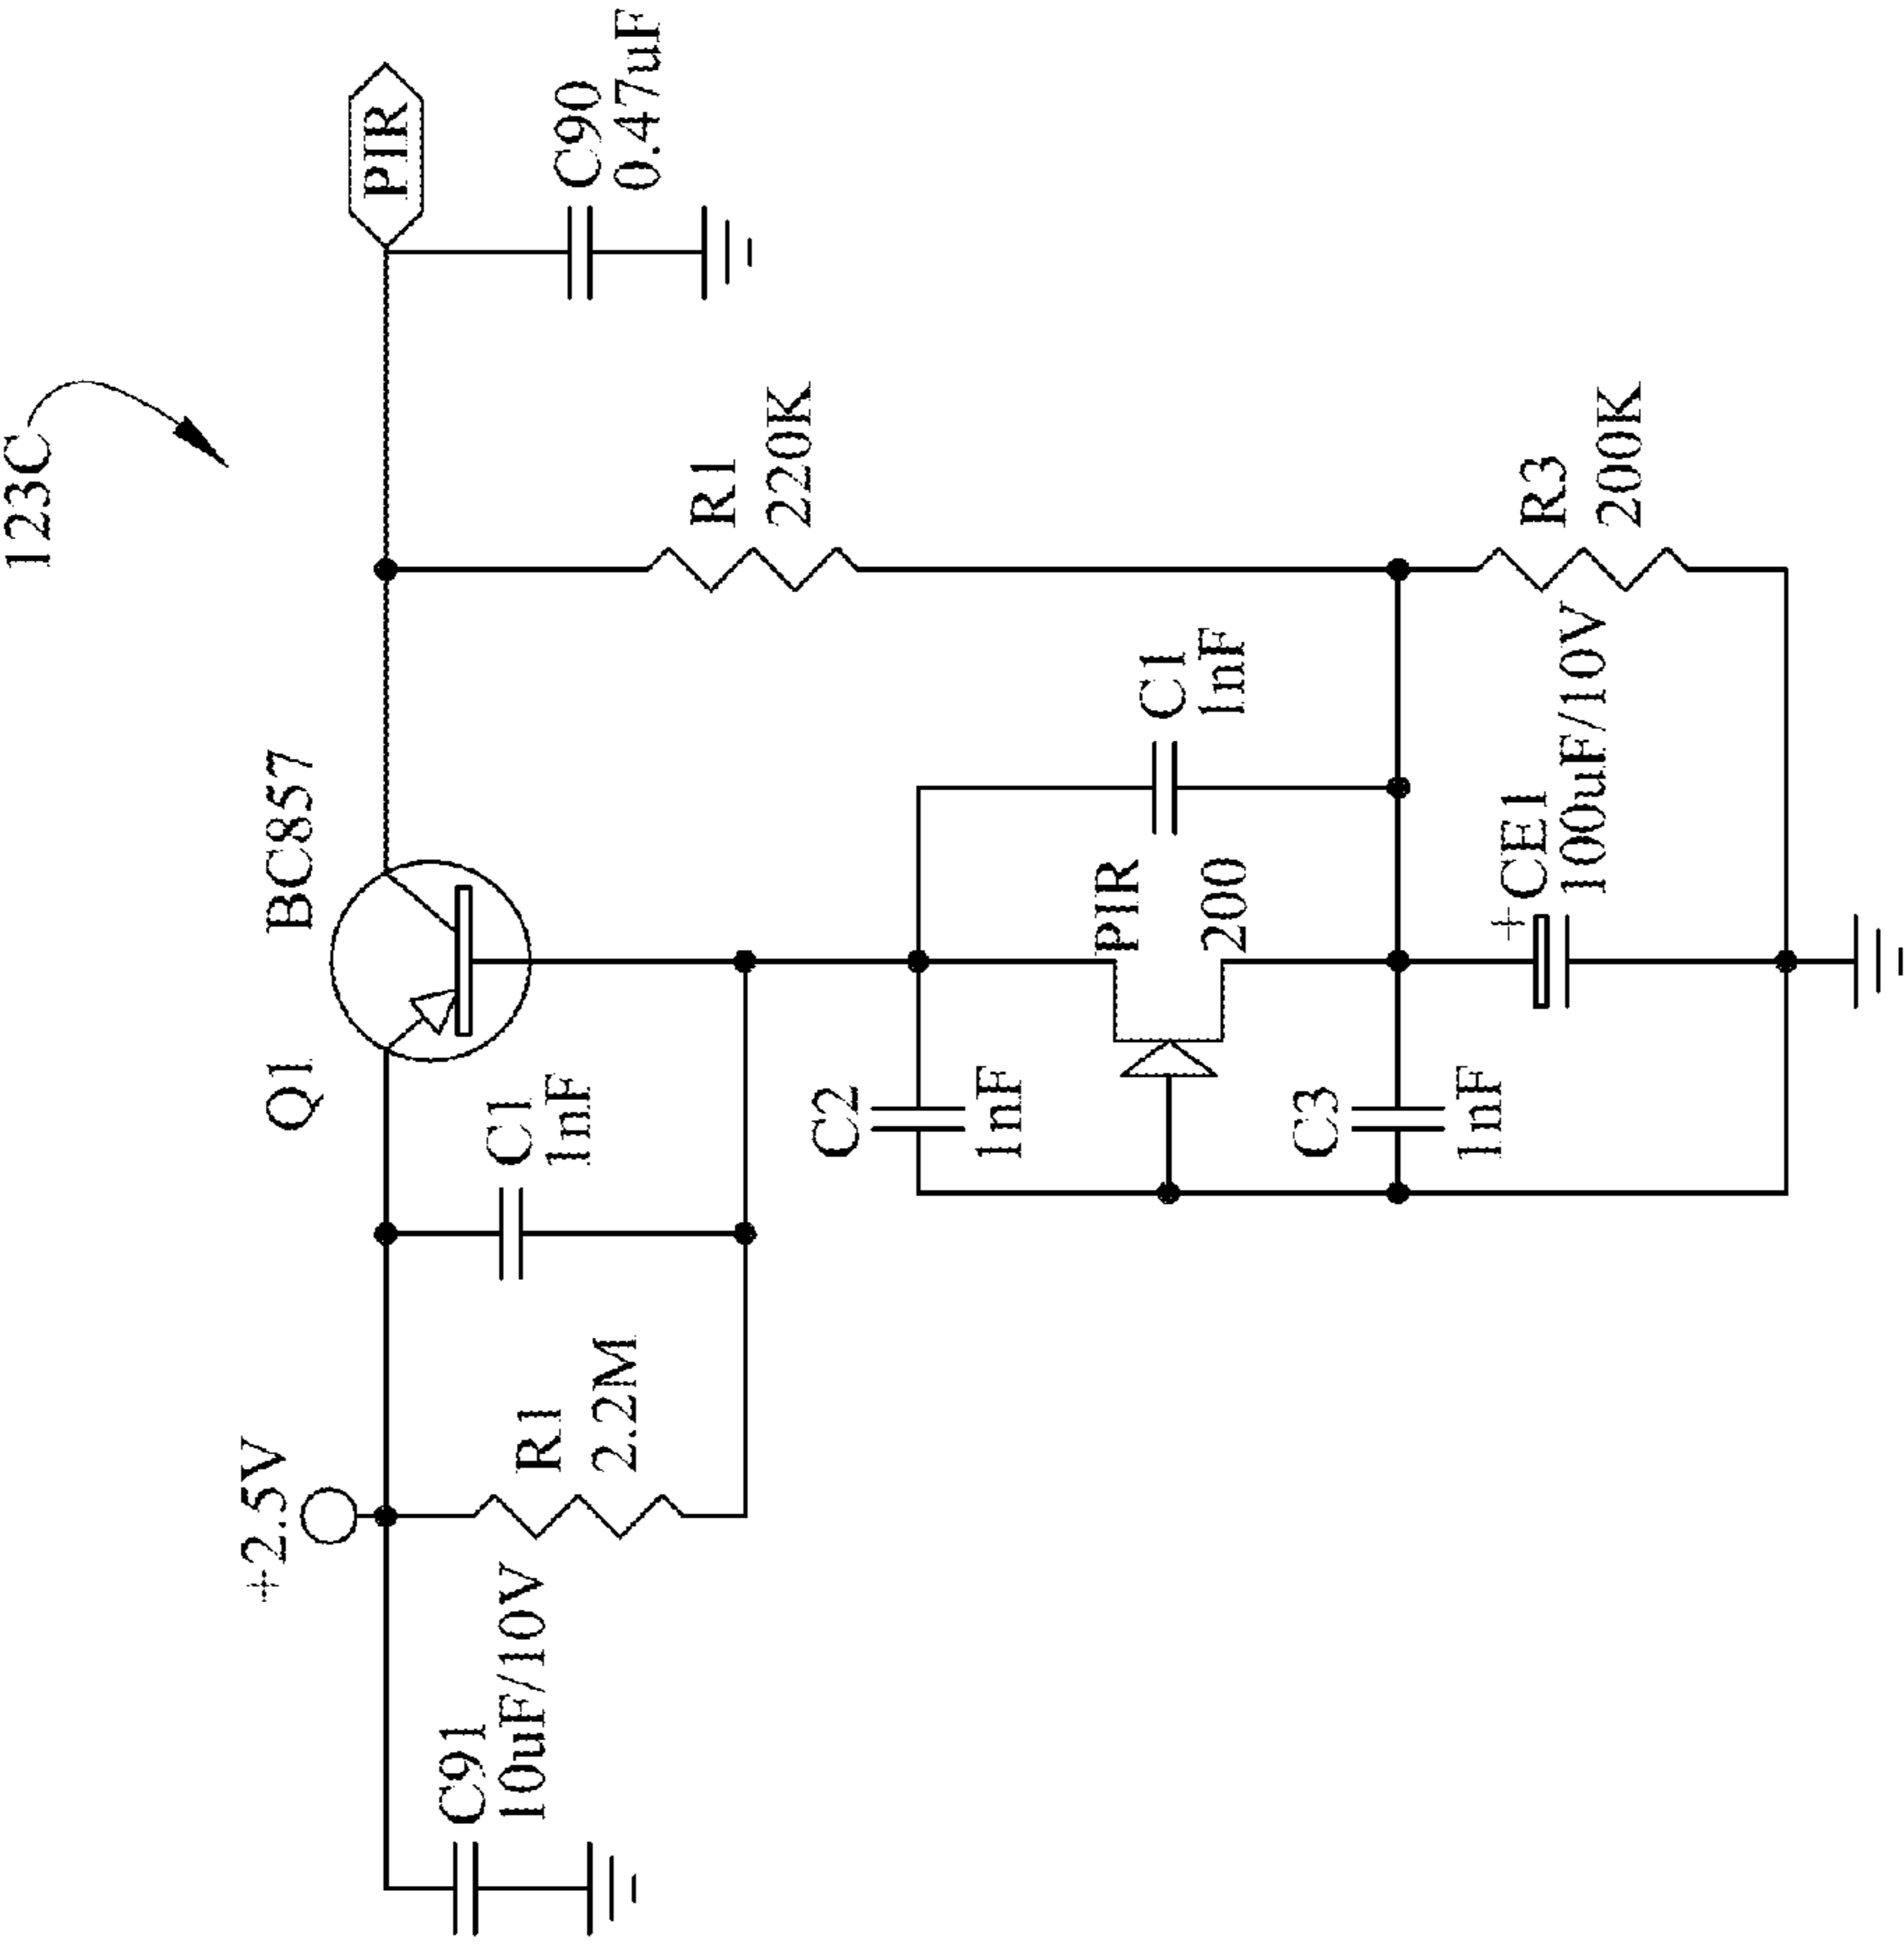 123C
+2.5V
Q1
BC857
PIR
C91
10uF/10V
C1
1nF
R1
2.2M
C90
0.47uF
R1
220K
C2
1nF
PIR
200
C1
1nF
C3
1nF
+
CE1
100uF/10V
R3
200K